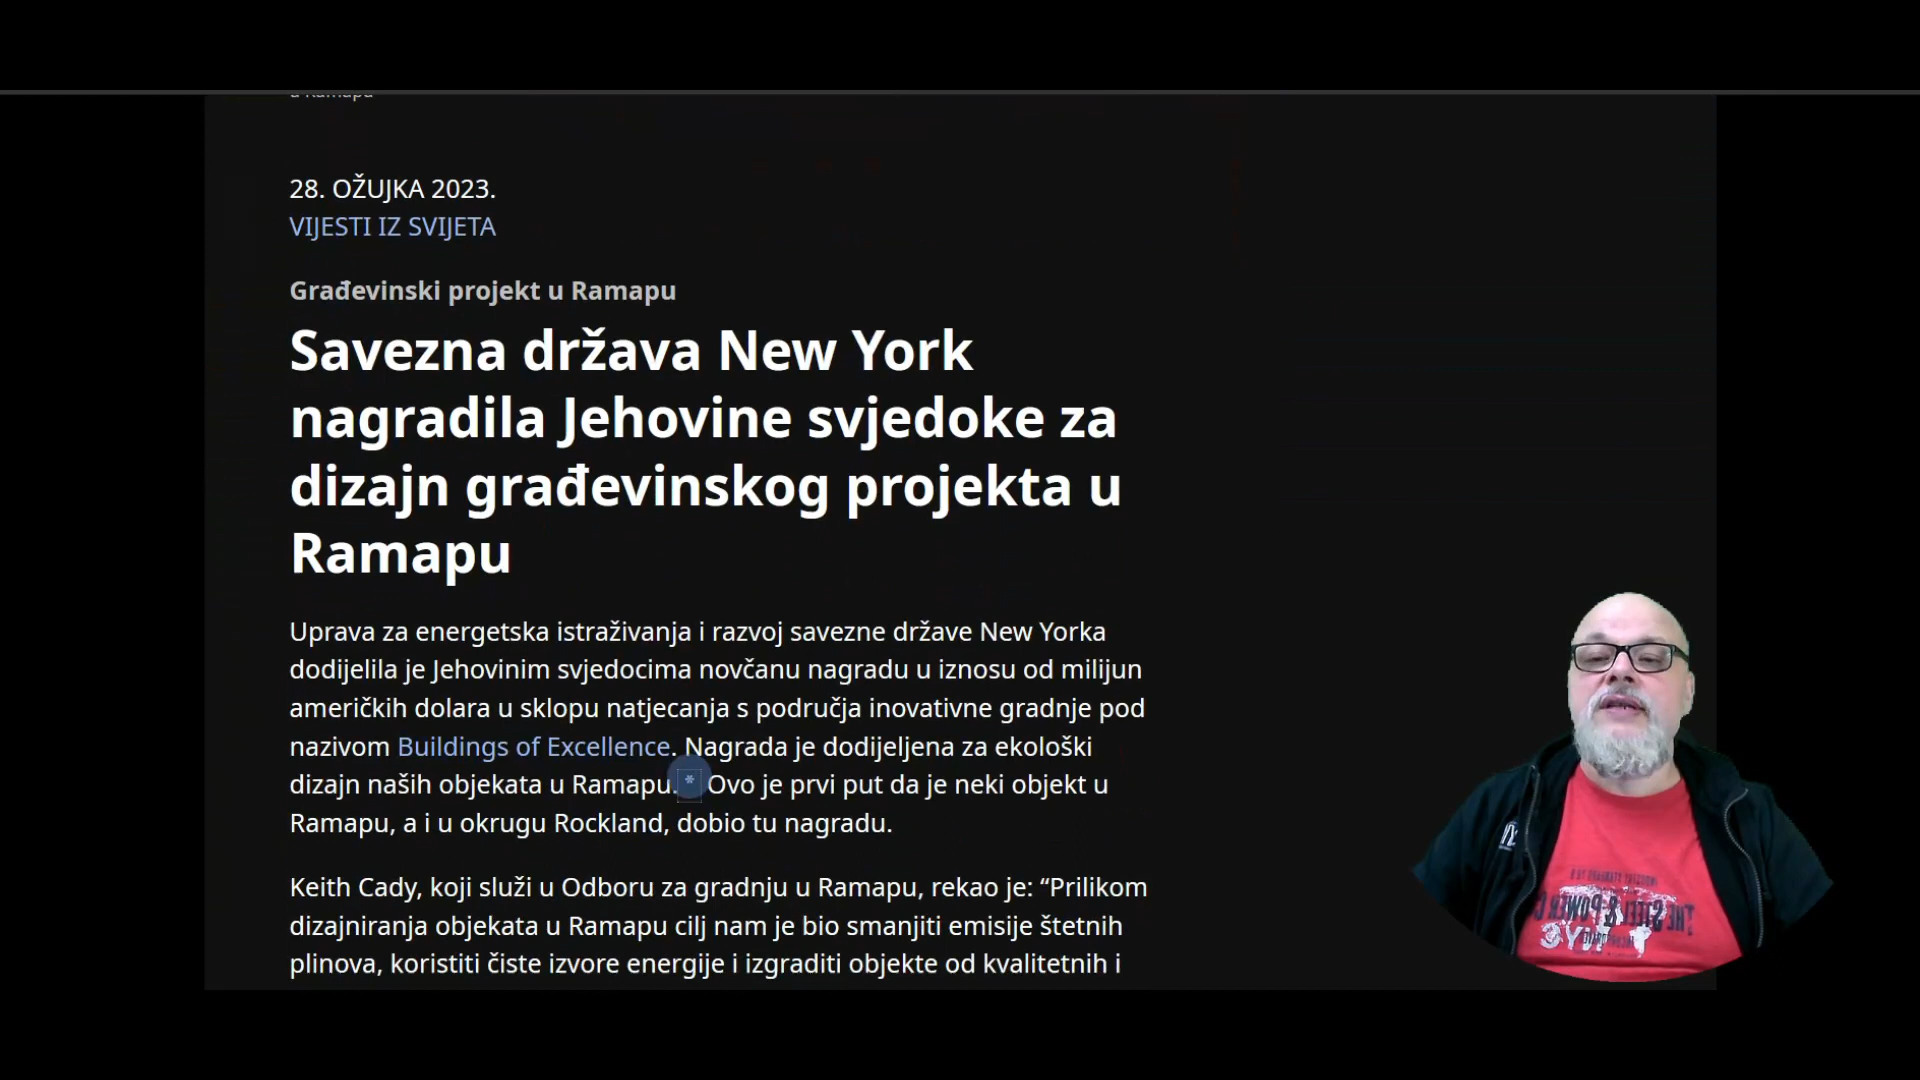 u Ramapu
28. OŽUJKA 2023.
VIJESTI IZ SVIJETA
Građevinski projekt u Ramapu
Savezna država New York
nagradila Jehovine svjedoke za
dizajn građevinskog projekta u
Ramapu
Uprava za energetska istraživanja i razvoj savezne države New Yorka
dodijelila je Jehovinim svjedocima novčanu nagradu u iznosu od milijun
američkih dolara u sklopu natjecanja s područja inovativne gradnje pod
nazivom Buildings of Excellence. Nagrada je dodijeljena za ekološki
dizajn naših objekata u Ramapu. * Ovo je prvi put da je neki objekt u
Ramapu, a i u okrugu Rockland, dobio tu nagradu.
Keith Cady, koji služi u Odboru za gradnju u Ramapu, rekao je: “Prilikom
dizajniranja objekata u Ramapu cilj nam je bio smanjiti emisije štetnih
plinova, koristiti čiste izvore energije i izgraditi objekte od kvalitetnih i
THE STEEL & POWER
NYC